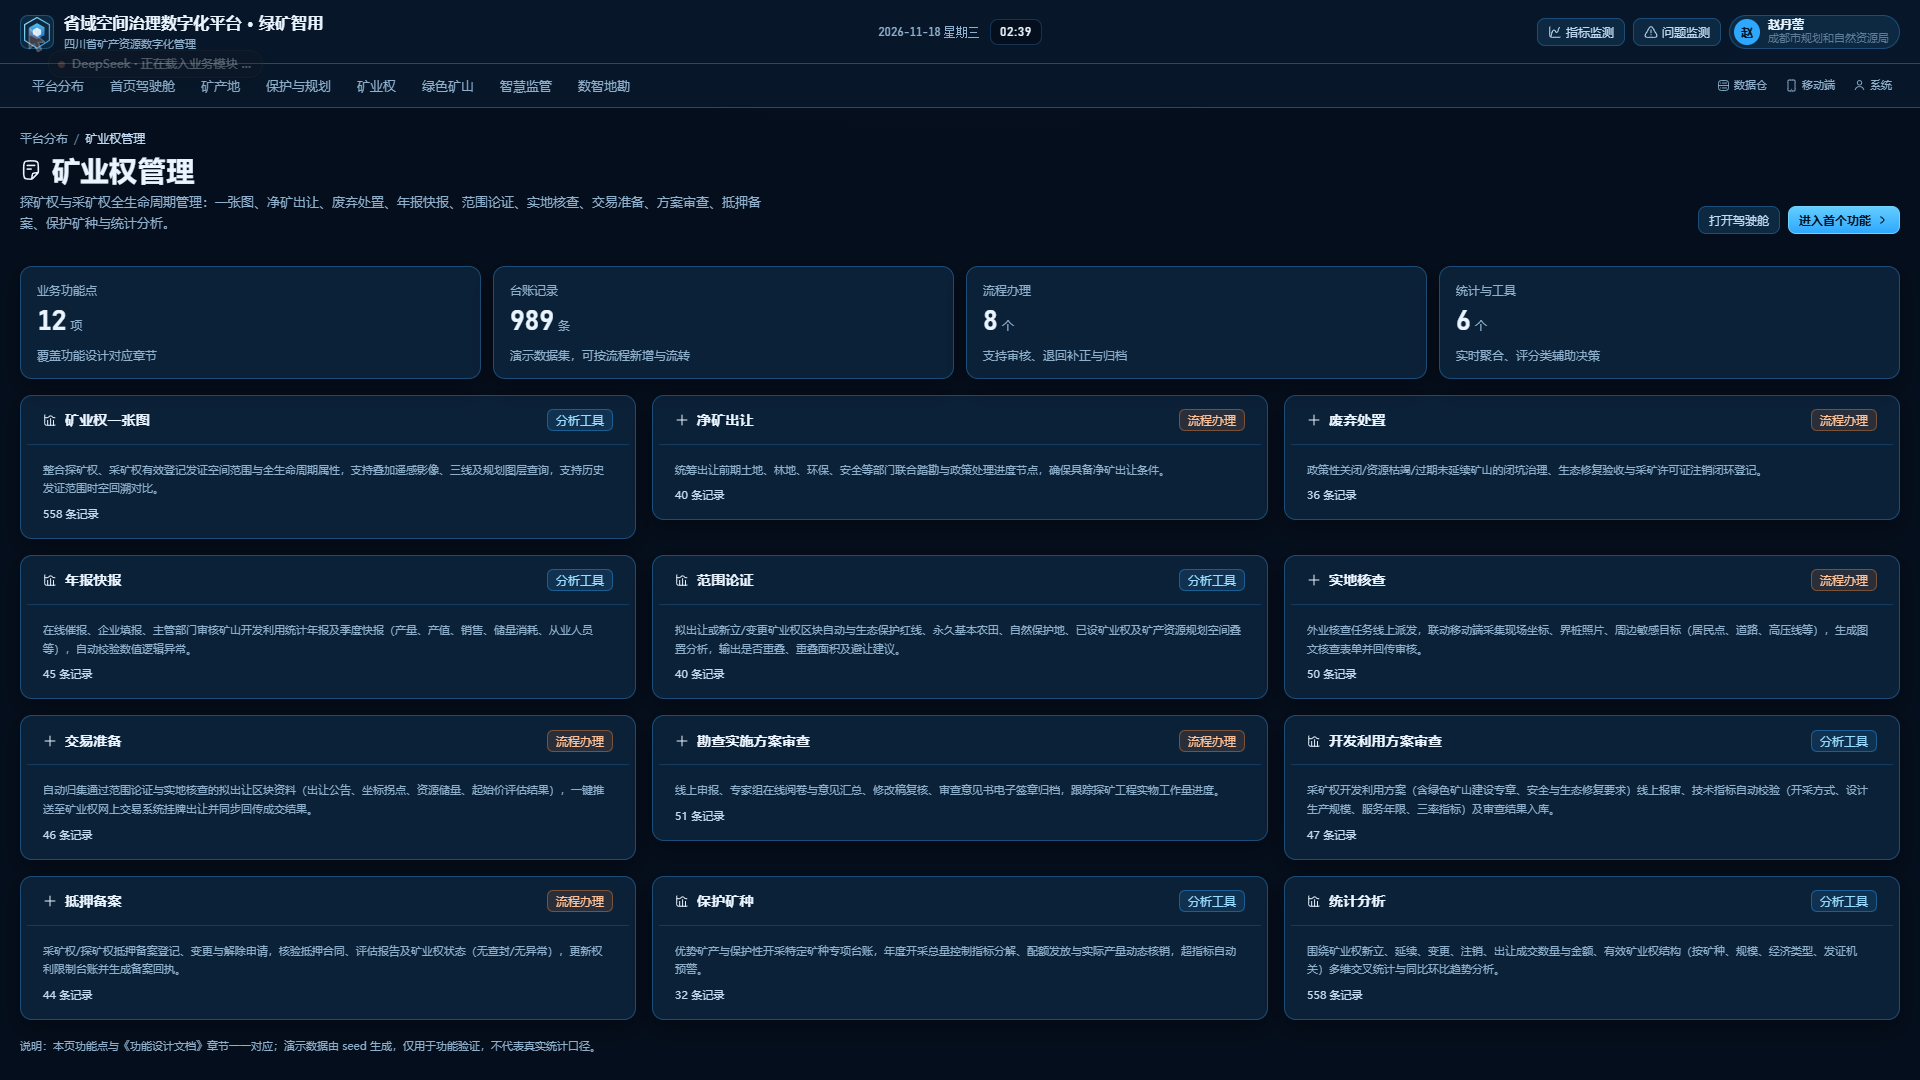 省域空间治理数字化平台 • 绿矿智用
四川省矿产资源数字化管理
2026-11-18 星期三 02:39
指标监测
问题监测
赵
赵丹蕾
成都市规划和自然资源局
DeepSeek · 正在载入业务模块 ...
平台分布 首页驾驶舱 矿产地 保护与规划 矿业权 绿色矿山 智慧监管 数智地勘
数据仓 移动端 系统
平台分布 / 矿业权管理
矿业权管理
探矿权与采矿权全生命周期管理：一张图、净矿出让、废弃处置、年报快报、范围论证、实地核查、交易准备、方案审查、抵押备
案、保护矿种与统计分析。
打开驾驶舱
进入首个功能
业务功能点
12 项
覆盖功能设计对应章节
台账记录
989 条
演示数据集，可按流程新增与流转
流程办理
8 个
支持审核、退回补正与归档
统计与工具
6 个
实时聚合、评分类辅助决策
矿业权一张图 分析工具
整合探矿权、采矿权有效登记发证空间范围与全生命周期属性，支持叠加遥感影像、三线及规划图层查询，支持历史
发证范围时空回溯对比。
558 条记录
净矿出让 流程办理
统筹出让前期土地、林地、环保、安全等部门联合踏勘与政策处理进度节点，确保具备净矿出让条件。
40 条记录
废弃处置 流程办理
政策性关闭/资源枯竭/过期未延续矿山的闭坑治理、生态修复验收与采矿许可证注销闭环登记。
36 条记录
年报快报 分析工具
在线催报、企业填报、主管部门审核矿山开发利用统计年报及季度快报（产量、产值、销售、储量消耗、从业人员
等），自动校验数值逻辑异常。
45 条记录
范围论证 分析工具
拟出让或新立/变更矿业权区块自动与生态保护红线、永久基本农田、自然保护地、已设矿业权及矿产资源规划空间叠
置分析，输出是否重叠、重叠面积及避让建议。
40 条记录
实地核查 流程办理
外业核查任务线上派发，联动移动端采集现场坐标、界桩照片、周边敏感目标（居民点、道路、高压线等），生成图
文核查表单并回传审核。
50 条记录
交易准备 流程办理
自动归集通过范围论证与实地核查的拟出让区块资料（出让公告、坐标拐点、资源储量、起始价评估结果），一键推
送至矿业权网上交易系统挂牌出让并同步回传成交结果。
46 条记录
勘查实施方案审查 流程办理
线上申报、专家组在线阅卷与意见汇总、修改稿复核、审查意见书电子签章归档，跟踪探矿工程实物工作量进度。
51 条记录
开发利用方案审查 分析工具
采矿权开发利用方案（含绿色矿山建设专章、安全与生态修复要求）线上报审、技术指标自动校验（开采方式、设计
生产规模、服务年限、三率指标）及审查结果入库。
47 条记录
抵押备案 流程办理
采矿权/探矿权抵押备案登记、变更与解除申请，核验抵押合同、评估报告及矿业权状态（无查封/无异常），更新权
利限制台账并生成备案回执。
44 条记录
保护矿种 分析工具
优势矿产与保护性开采特定矿种专项台账，年度开采总量控制指标分解、配额发放与实际产量动态核销，超指标自动
预警。
32 条记录
统计分析 分析工具
围绕矿业权新立、延续、变更、注销、出让成交数量与金额、有效矿业权结构（按矿种、规模、经济类型、发证机
关）多维交叉统计与同比环比趋势分析。
558 条记录
说明：本页功能点与《功能设计文档》章节一一对应；演示数据由 seed 生成，仅用于功能验证，不代表真实统计口径。